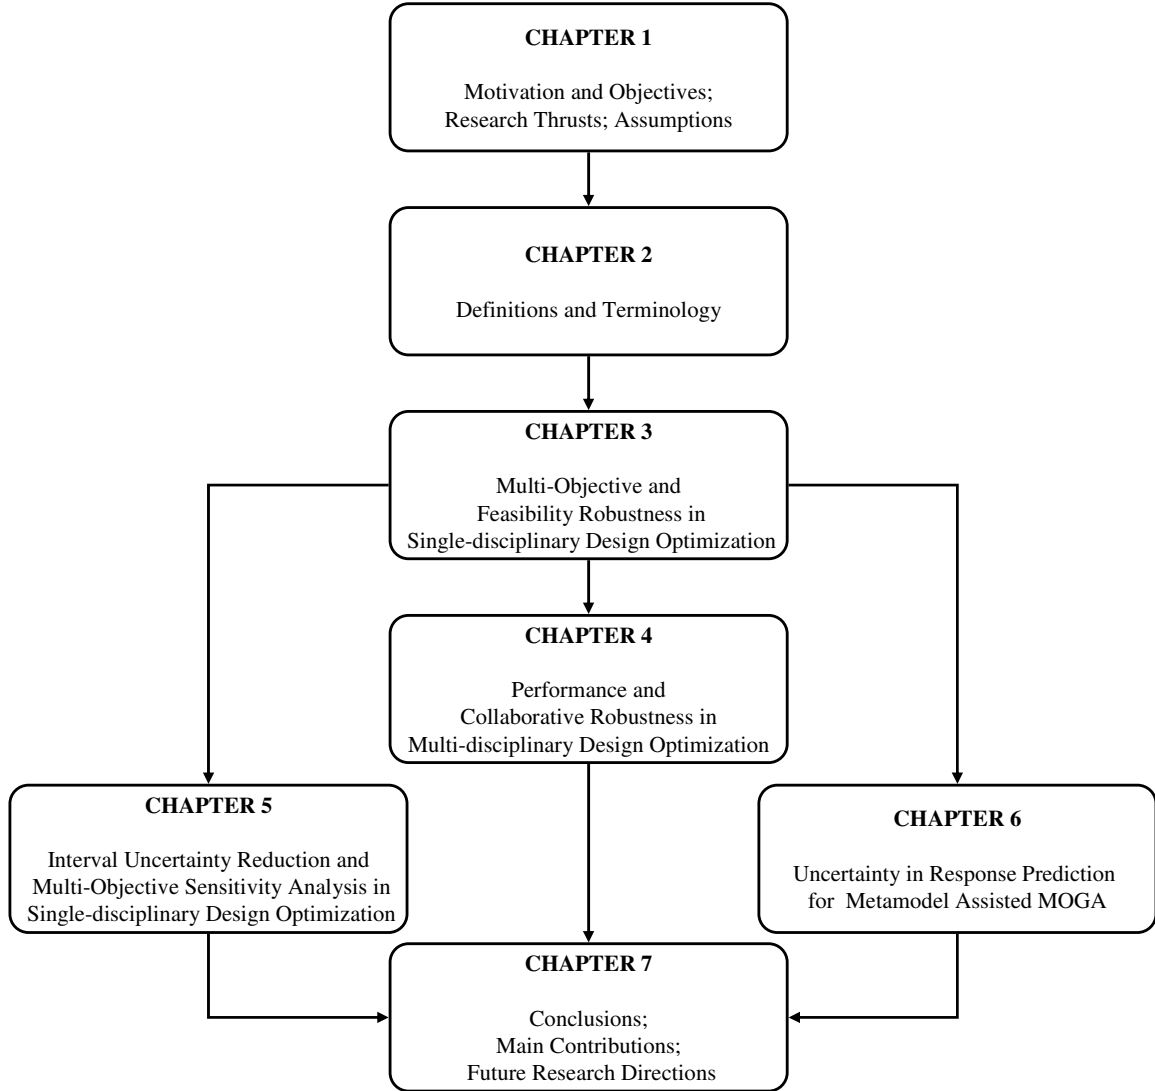 CHAPTER 1
Motivation and Objectives;
Research Thrusts; Assumptions
CHAPTER 2
Definitions and Terminology
CHAPTER 3
Multi-Objective and
Feasibility Robustness in
Single-disciplinary Design Optimization
CHAPTER 4
Performance and
Collaborative Robustness in
Multi-disciplinary Design Optimization
CHAPTER 5
Interval Uncertainty Reduction and
Multi-Objective Sensitivity Analysis in
Single-disciplinary Design Optimization
CHAPTER 6
Uncertainty in Response Prediction
for Metamodel Assisted MOGA
CHAPTER 7
Conclusions;
Main Contributions;
Future Research Directions